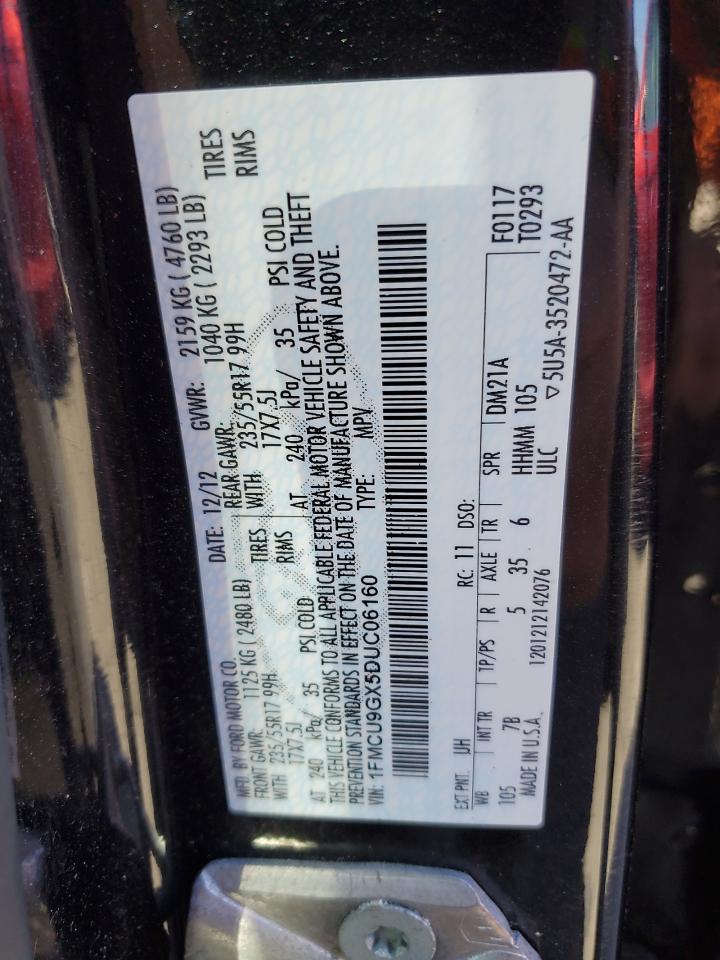 MFD. BY FORD MOTOR CO.
DATE: 12/12 GVWR: 2159 KG ( 4760 LB)
FRONT GAWR: 1125 KG ( 2480 LB) REAR GAWR: 1040 KG ( 2293 LB)
WITH 235/55R17 99H TIRES WITH 235/55R17 99H TIRES
17X7.5J RIMS 17X7.5J RIMS
AT 240 kPa/ 35 PSI COLD AT 240 kPa/ 35 PSI COLD
THIS VEHICLE CONFORMS TO ALL APPLICABLE FEDERAL MOTOR VEHICLE SAFETY AND THEFT
PREVENTION STANDARDS IN EFFECT ON THE DATE OF MANUFACTURE SHOWN ABOVE.
VIN: 1FMCU9GX5DUC06160 TYPE: MPV
EXT PNT: UH RC: 11 DSO: F0117
WB INT TR TP/PS R AXLE TR SPR DM21A T0293
105 7B 5 35 6 HHMM 105
MADE IN U.S.A. 1201212142076 ULC ▽5U5A-3520472-AA